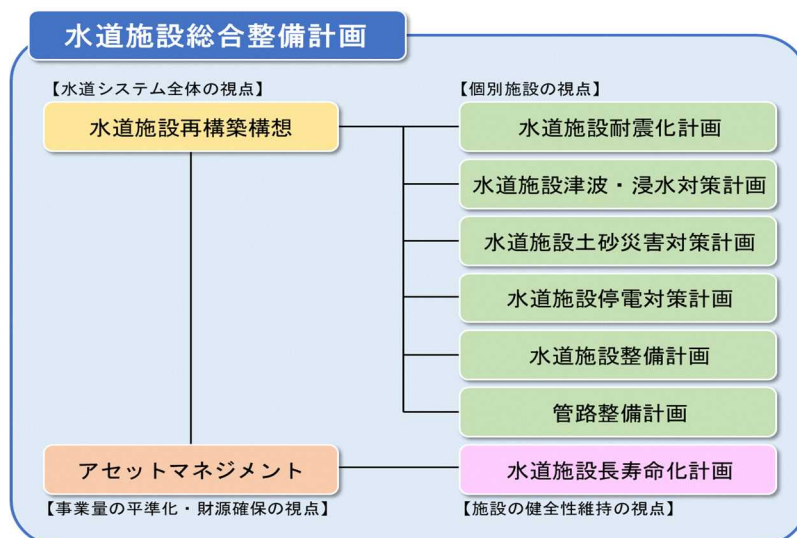 水道施設総合整備計画
【水道システム全体の視点】
水道施設再構築構想
【個別施設の視点】
水道施設耐震化計画
水道施設津波・浸水対策計画
水道施設土砂災害対策計画
水道施設停電対策計画
水道施設整備計画
管路整備計画
アセットマネジメント
【事業量の平準化・財源確保の視点】
水道施設長寿命化計画
【施設の健全性維持の視点】